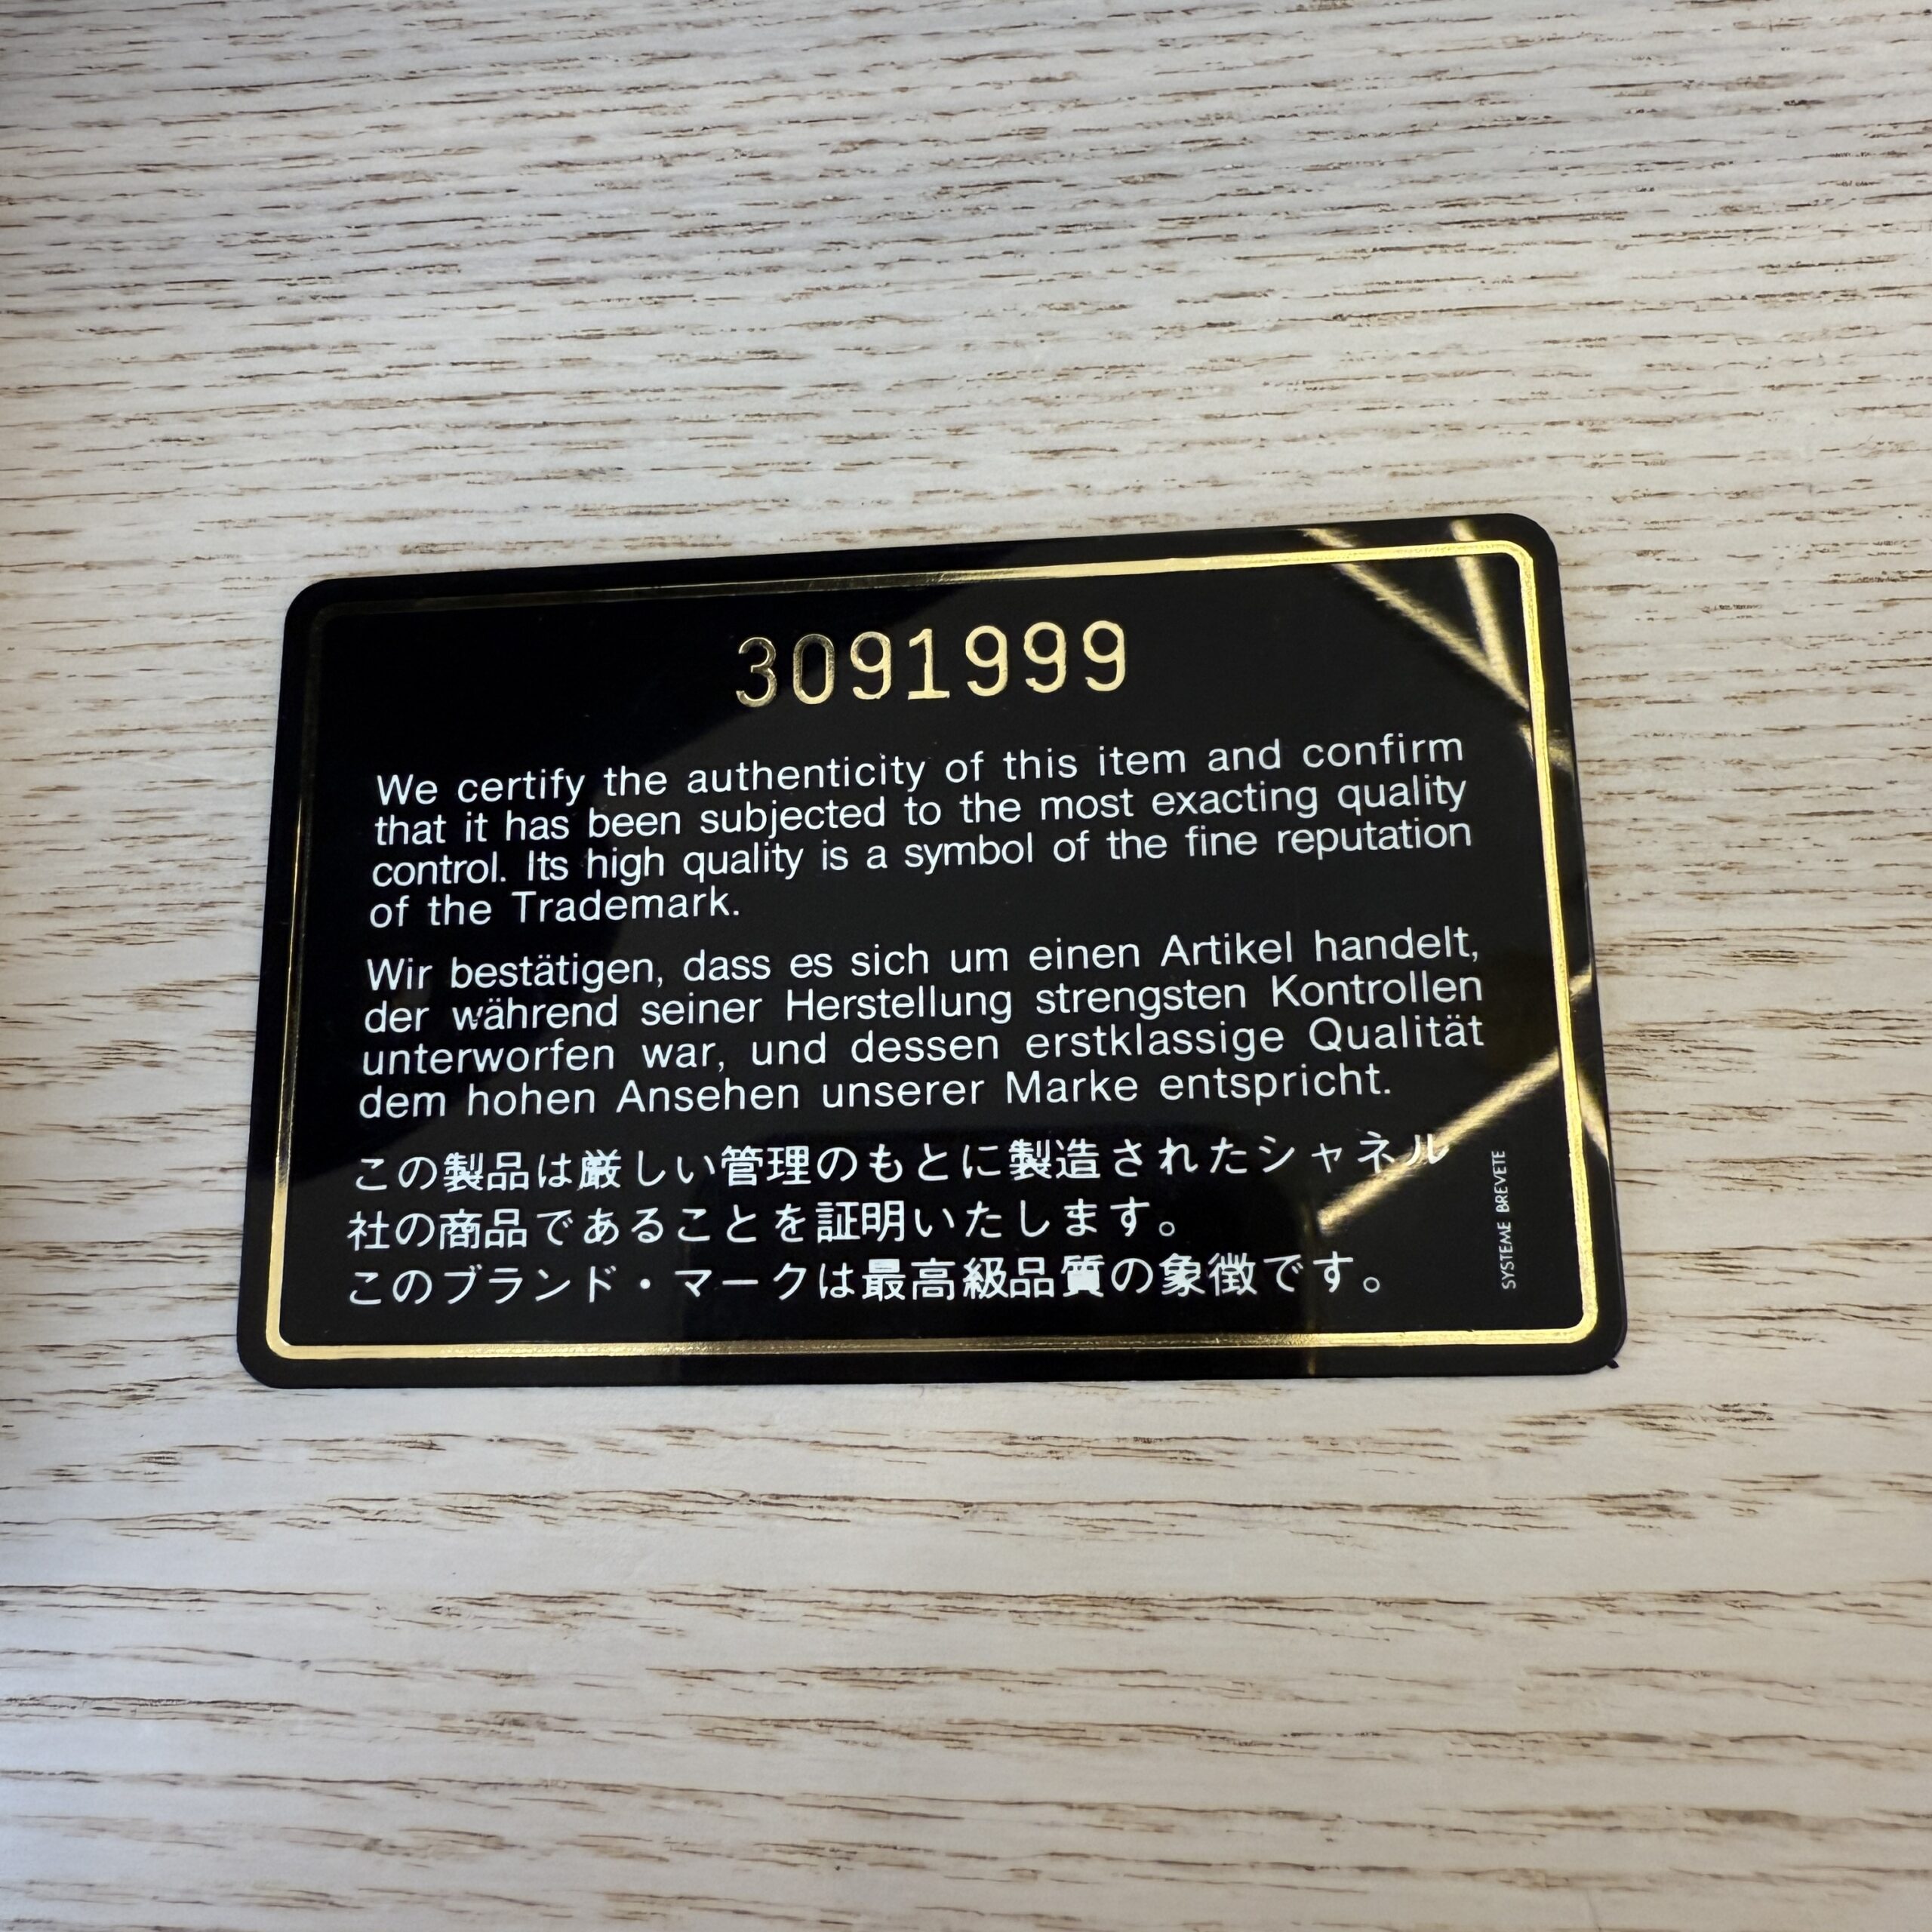 3091999
We certify the authenticity of this item and confirm
that it has been subjected to the most exacting quality
control. Its high quality is a symbol of the fine reputation
of the Trademark.
Wir bestätigen, dass es sich um einen Artikel handelt,
der während seiner Herstellung strengsten Kontrollen
unterworfen war, und dessen erstklassige Qualität
dem hohen Ansehen unserer Marke entspricht.
この製品は厳しい管理のもとに製造されたシャネル
社の商品であることを証明いたします。
このブランド・マークは最高級品質の象徴です。
SYSTEME BREVETE